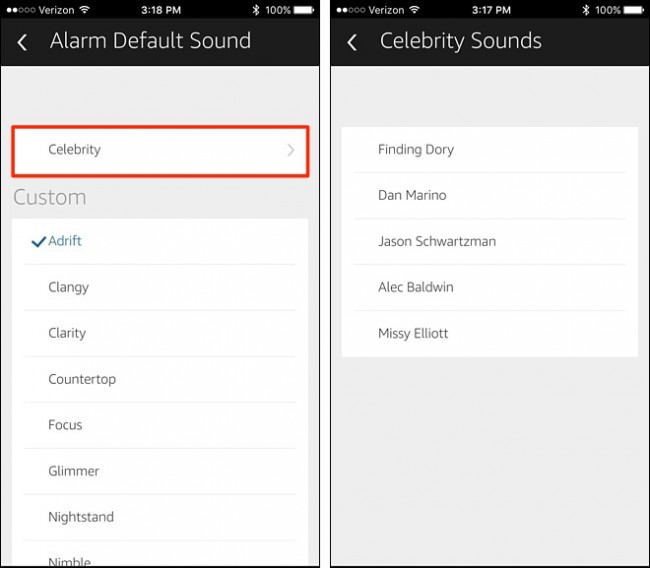 Verizon 3:18 PM 100%
Alarm Default Sound
Celebrity
Custom
Adrift
Clangy
Clarity
Countertop
Focus
Glimmer
Nightstand
Nimble
Verizon 3:17 PM 100%
Celebrity Sounds
Finding Dory
Dan Marino
Jason Schwartzman
Alec Baldwin
Missy Elliott